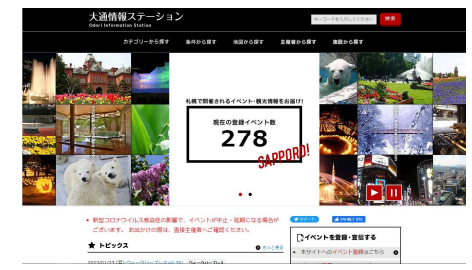 大通情報ステーション
Odori Information Station
キーワードを入力してください
検索
カテゴリーから探す
条件から探す
地図から探す
主催者から探す
施設から探す
札幌で開催されるイベント・観光情報をお届け!
現在の登録イベント数
278
SAPPORO!
新型コロナウイルス感染症の影響で、イベントが中止・延期になる場合が
ございます。 お出かけの際は、直接主催者へご確認ください。
ツイート
トピックス
もっと見る
イベントを登録・宣伝する
本サイトへのイベント登録はこちら